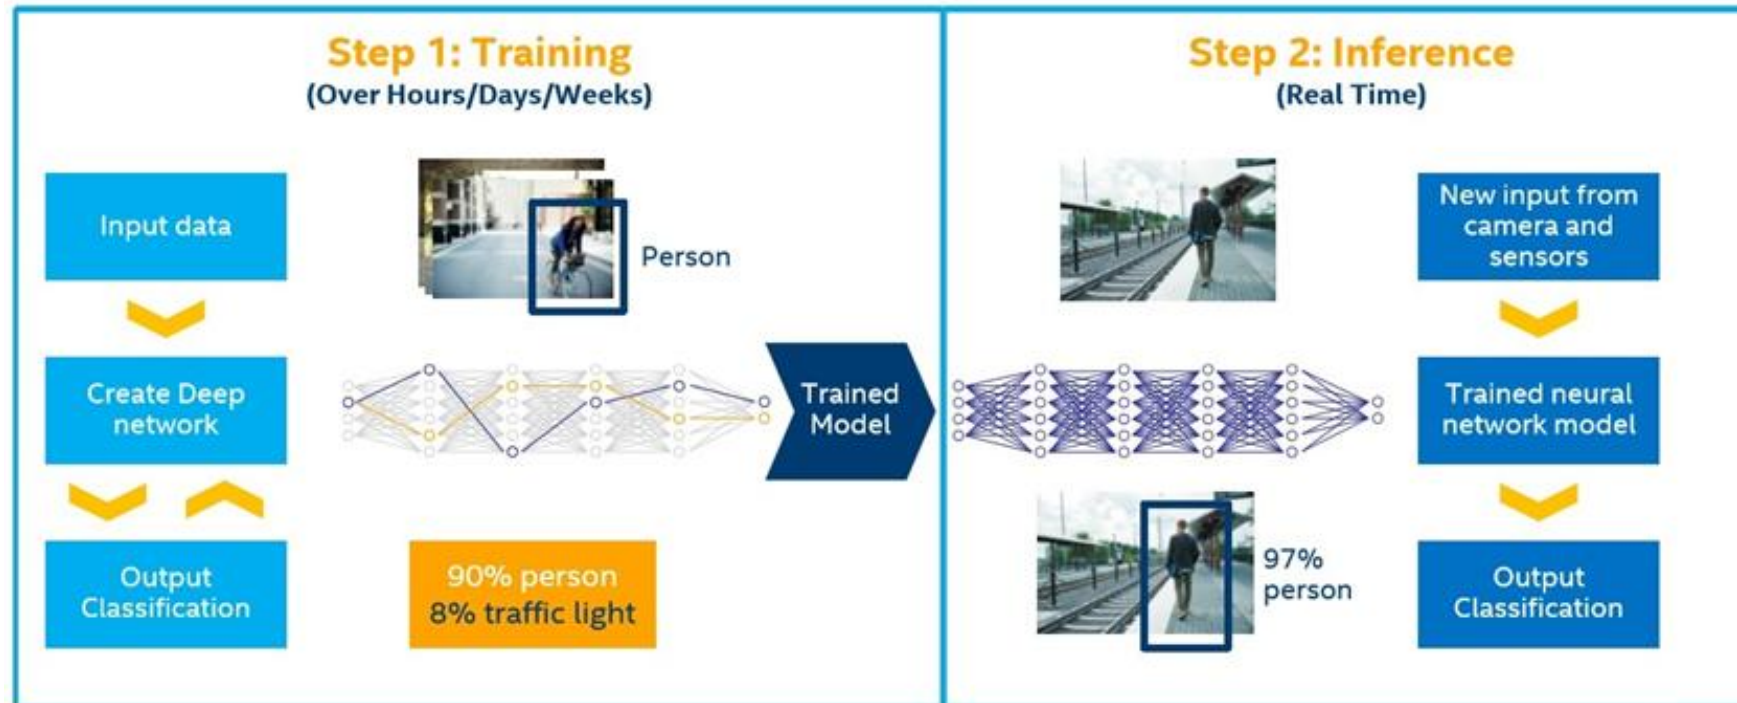 Step 1: Training
(Over Hours/Days/Weeks)
Input data
Person
Create Deep
network
Trained
Model
Output
Classification
90% person
8% traffic light
Step 2: Inference
(Real Time)
New input from
camera and
sensors
Trained neural
network model
97%
person
Output
Classification